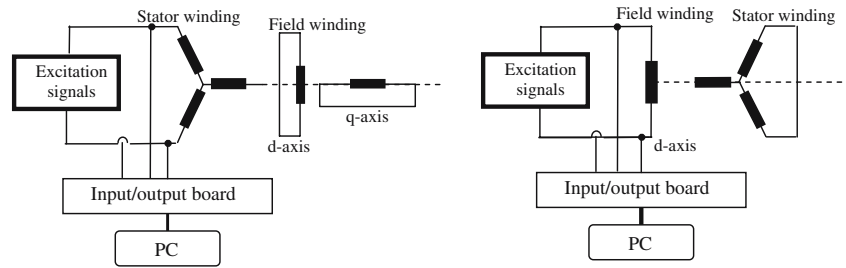 Stator winding
Field winding
Excitation
signals
q-axis
d-axis
Input/output board
PC
Field winding
Stator winding
Excitation
signals
d-axis
Input/output board
PC